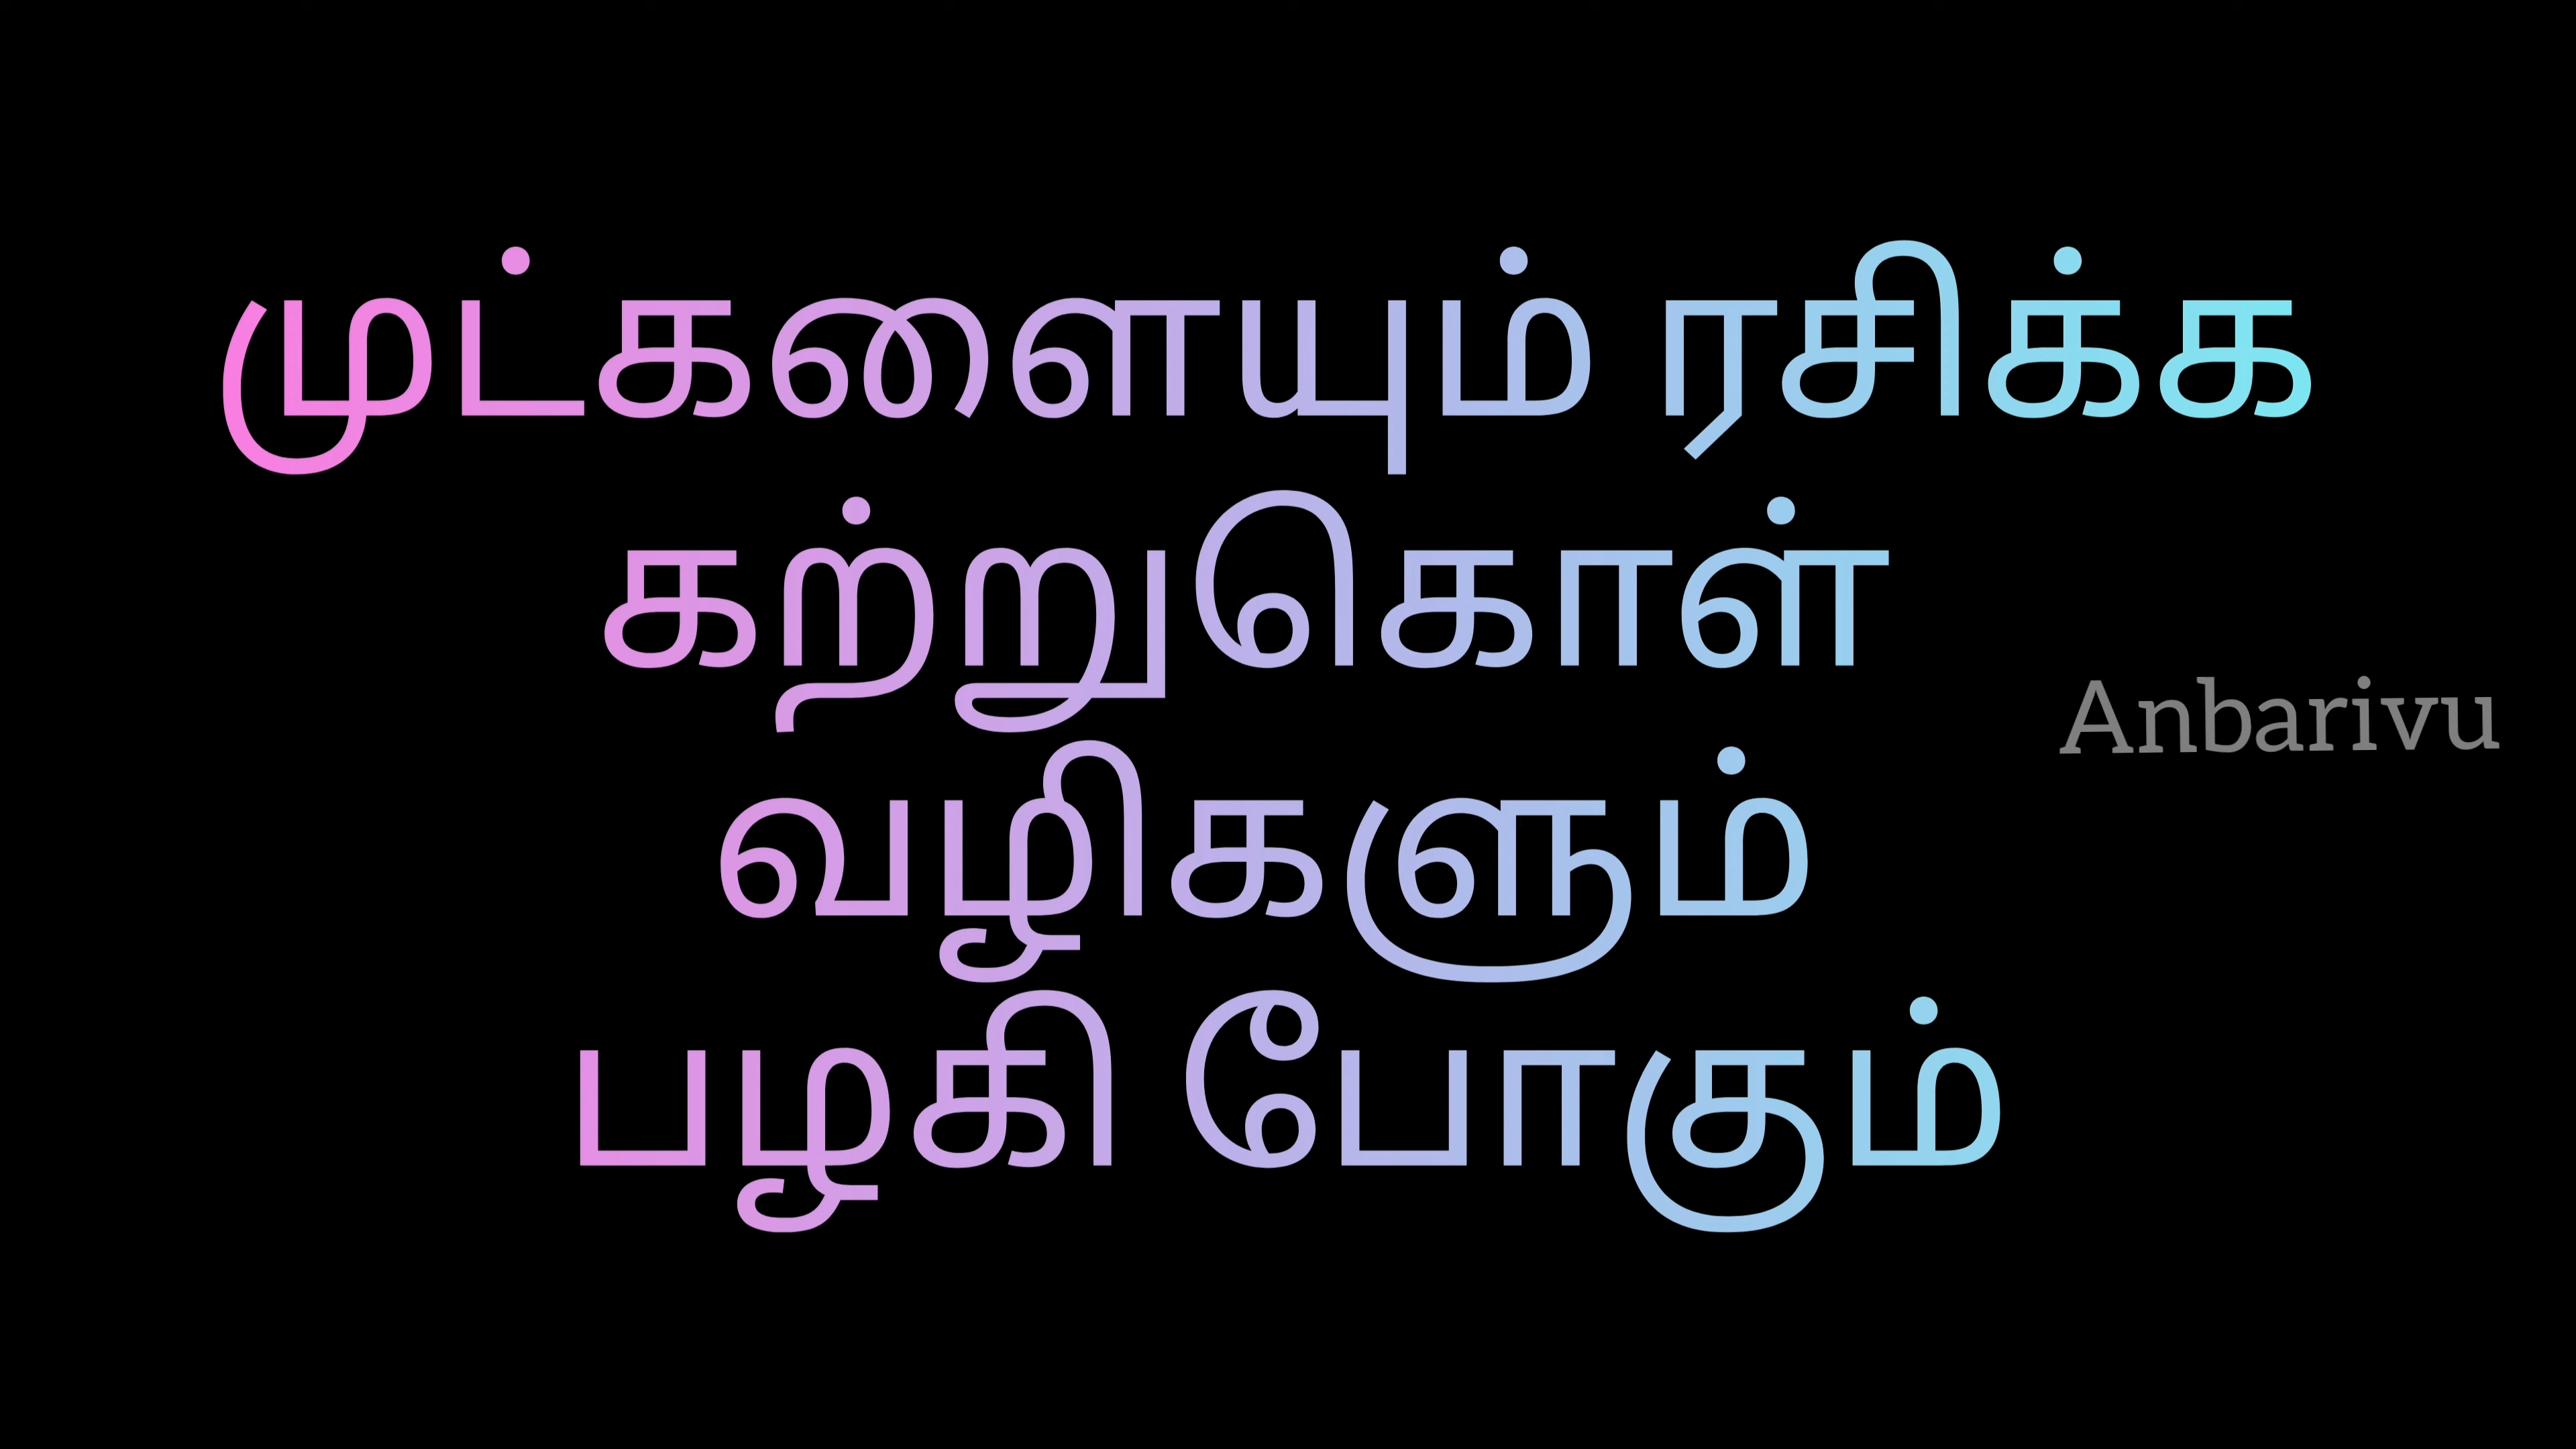 முட்களையும் ரசிக்க
கற்றுகொள்
Anbarivu
வழிகளும்
பழகி போகும்